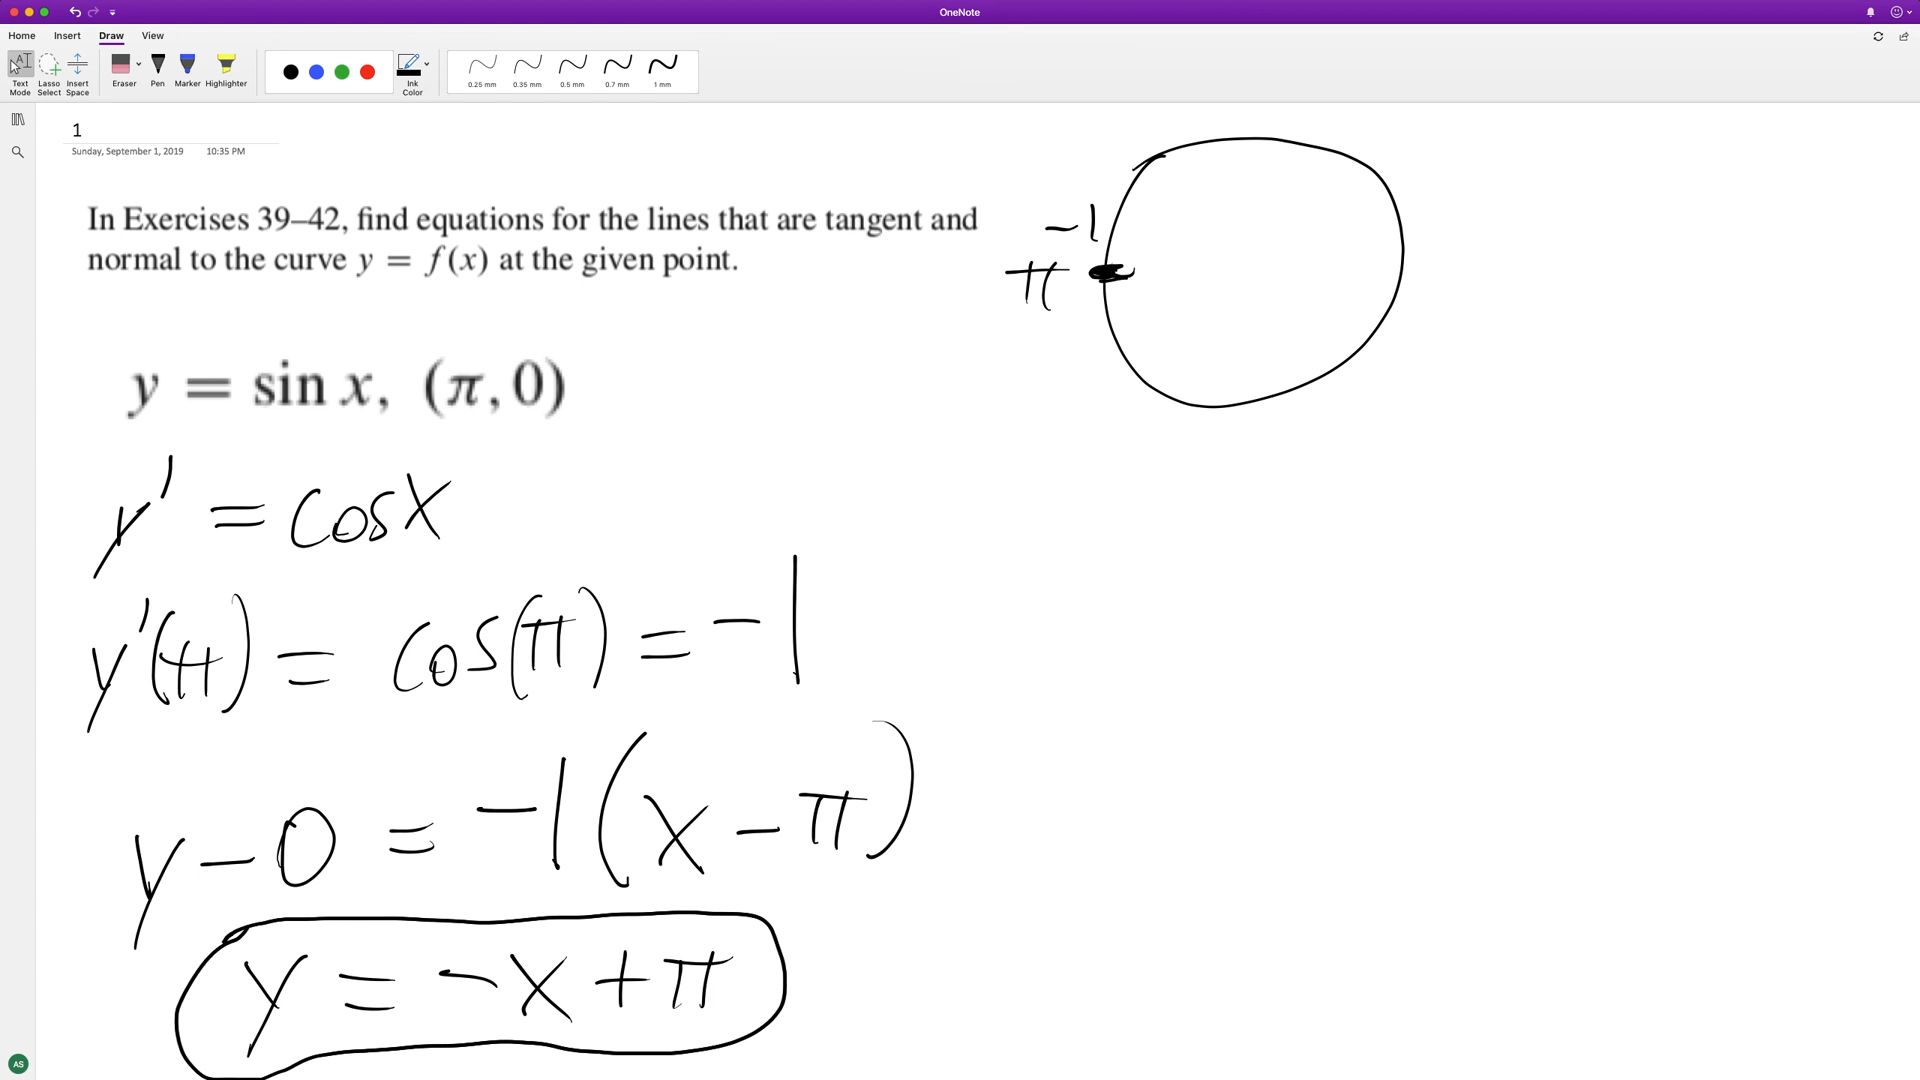 OneNote
Home Insert Draw View
Text Mode Lasso Select Insert Space Eraser Pen Marker Highlighter Ink Color 0.25 mm 0.35 mm 0.5 mm 0.7 mm 1 mm
1
Sunday, September 1, 2019 10:35 PM
In Exercises 39–42, find equations for the lines that are tangent and
normal to the curve y = f(x) at the given point.
-1
π
y = sin x, (π, 0)
y' = cosx
y'(π) = cos(π) = -1
y-0 = -1(x-π)
y = -x+π
AS